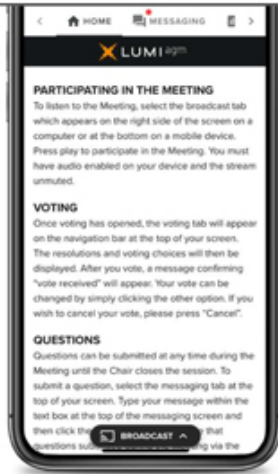 HOME MESSAGING
LUMI agm
PARTICIPATING IN THE MEETING
To listen to the Meeting, select the broadcast tab
which appears on the right side of the screen on a
computer or at the bottom on a mobile device.
Press play to participate in the Meeting. You must
have audio enabled on your device and the stream
unmuted.
VOTING
Once voting has opened, the voting tab will appear
on the navigation bar at the top of your screen.
The resolutions and voting choices will then be
displayed. After you vote, a message confirming
"vote received" will appear. Your vote can be
changed by simply clicking the other option. If you
wish to cancel your vote, please press "Cancel".
QUESTIONS
Questions can be submitted at any time during the
Meeting until the Chair closes the session. To
submit a question, select the messaging tab at the
top of your screen. Type your message within the
text box at the top of the messaging screen and
then click the that
BROADCAST
questions via the